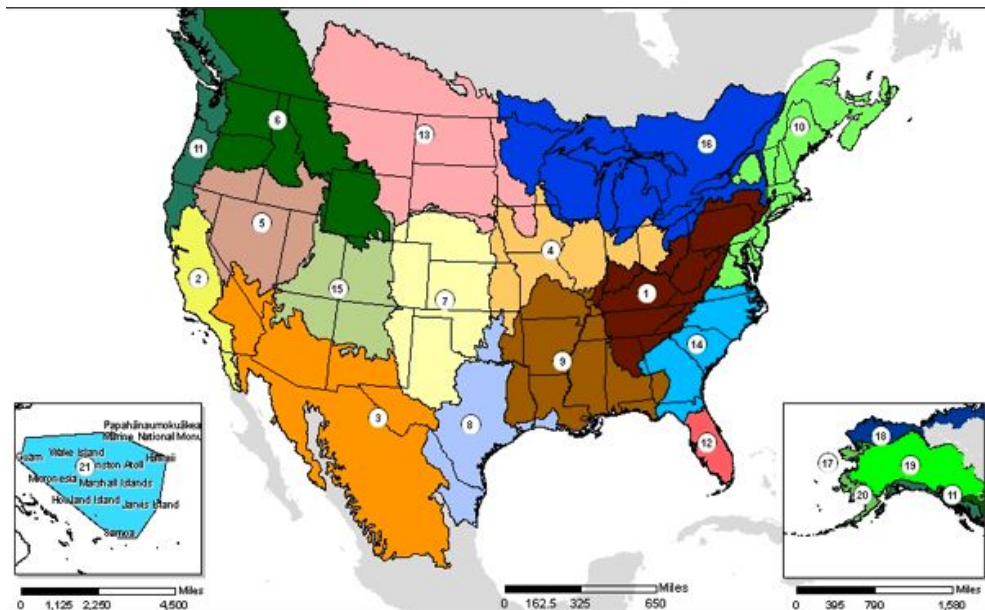 6
13
16
10
11
5
4
2
15
7
1
14
9
3
8
12
Papahānaumokuākea
Marine National Monu
Guam
Wake Island
Johnston Atoll
Hawaii
21
Micronesia
Marshall Islands
Howland Island
Jarvis Island
Samoa
18
17
19
20
11
Miles
0 1,125 2,250 4,500
Miles
0 162.5 325 650
Miles
0 395 790 1,580